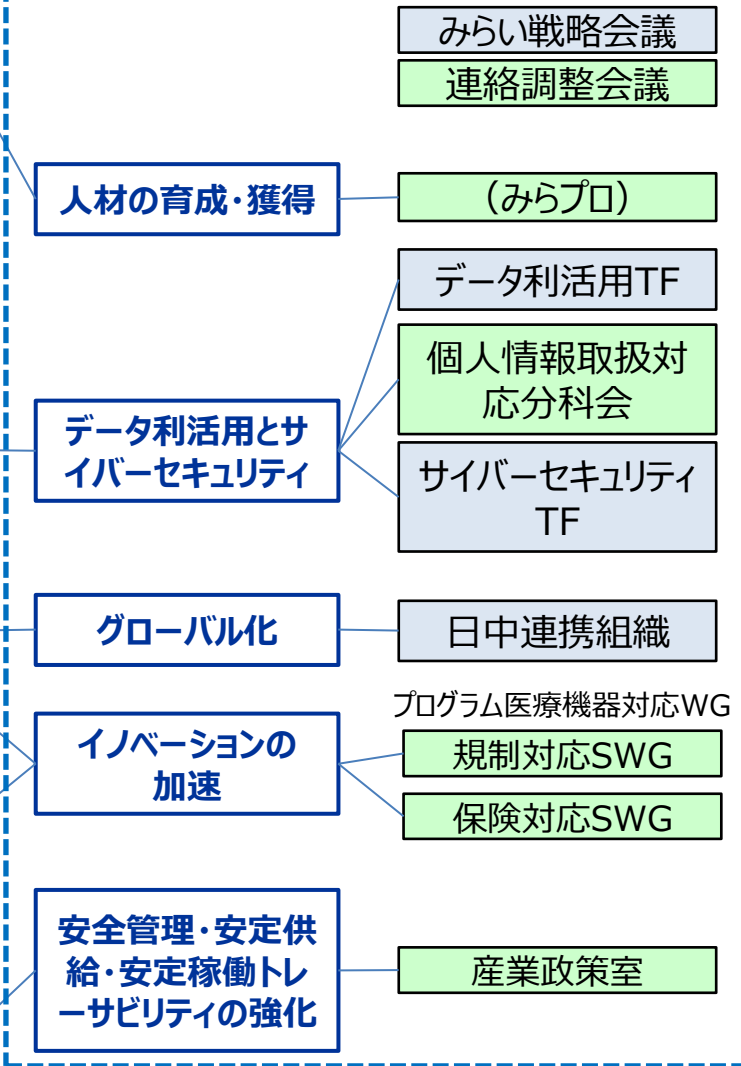 みらい戦略会議
連絡調整会議
人材の育成・獲得
（みらプロ）
データ利活用TF
個人情報取扱対
応分科会
データ利活用とサ
イバーセキュリティ
サイバーセキュリティ
TF
グローバル化
日中連携組織
プログラム医療機器対応WG
イノベーションの
加速
規制対応SWG
保険対応SWG
安全管理・安定供
給・安定稼働トレ
ーサビリティの強化
産業政策室